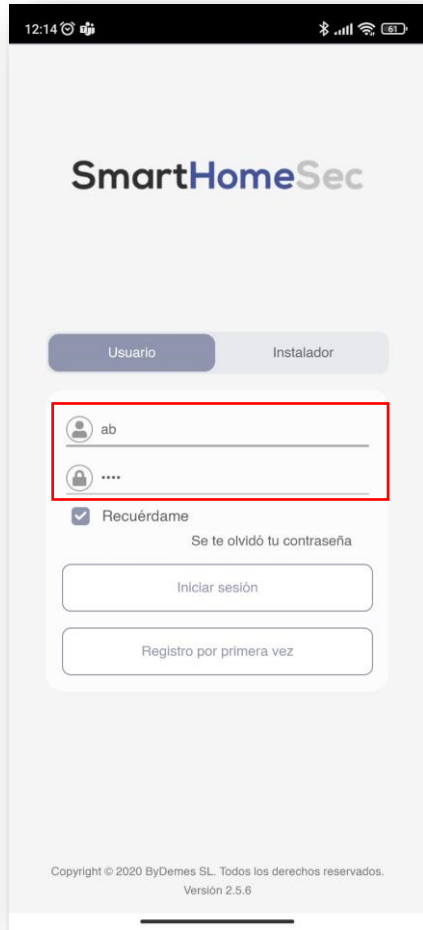 12:14
61
SmartHomeSec
Usuario Instalador
ab
••••
Recuérdame
Se te olvidó tu contraseña
Iniciar sesión
Registro por primera vez
Copyright © 2020 ByDemes SL. Todos los derechos reservados.
Versión 2.5.6